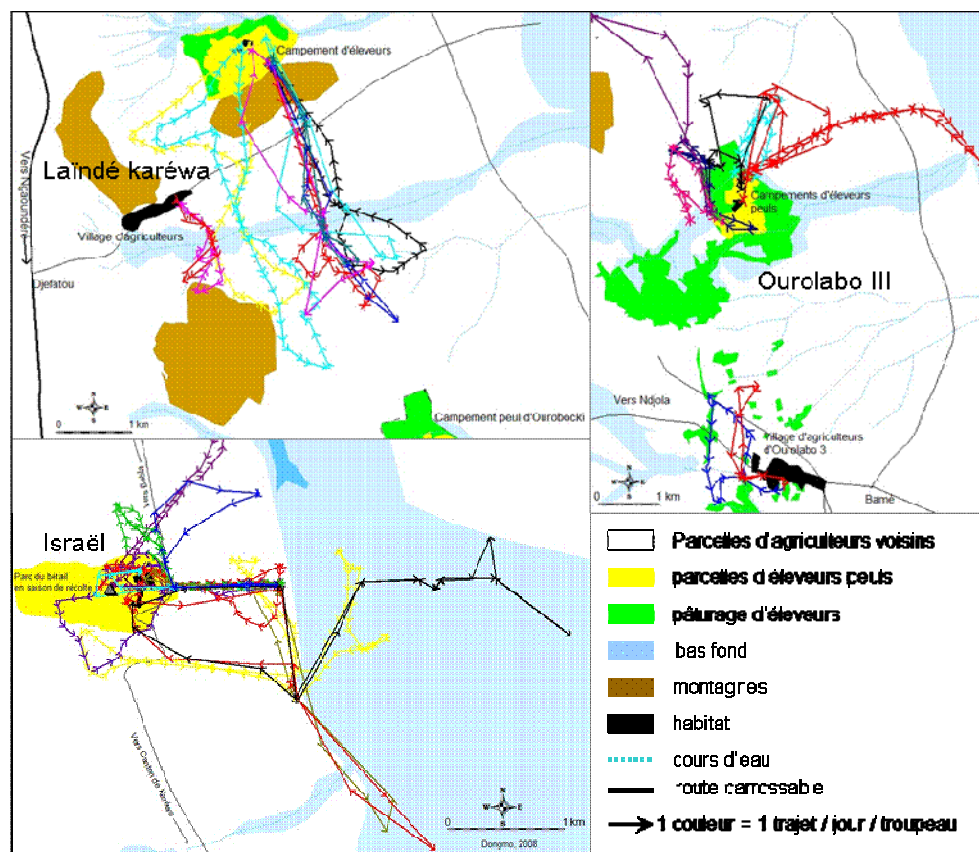 Campement d'éleveurs
Laïndé karéwa
Village d'agriculteurs
Vers Ngaoundéré
Djefatou
N
W E
S
0 1 km
Campement peul d'Ourobocki
Campements d'éleveurs
peuls
Ourolabo III
Vers Ndjola
Village d'agriculteurs
d'Ourolabo 3
Bamé
N
W E
S
0 1 km
Israël
Parc du bétail
en saison de récolte
N
W E
S
0 1km
Dongmo, 2008
Parcelles d'agriculteurs voisins
parcelles d'éleveurs peuls
pâturage d'éleveurs
bas fond
montagnes
habitat
cours d'eau
route carrossable
1 couleur = 1 trajet / jour / troupeau